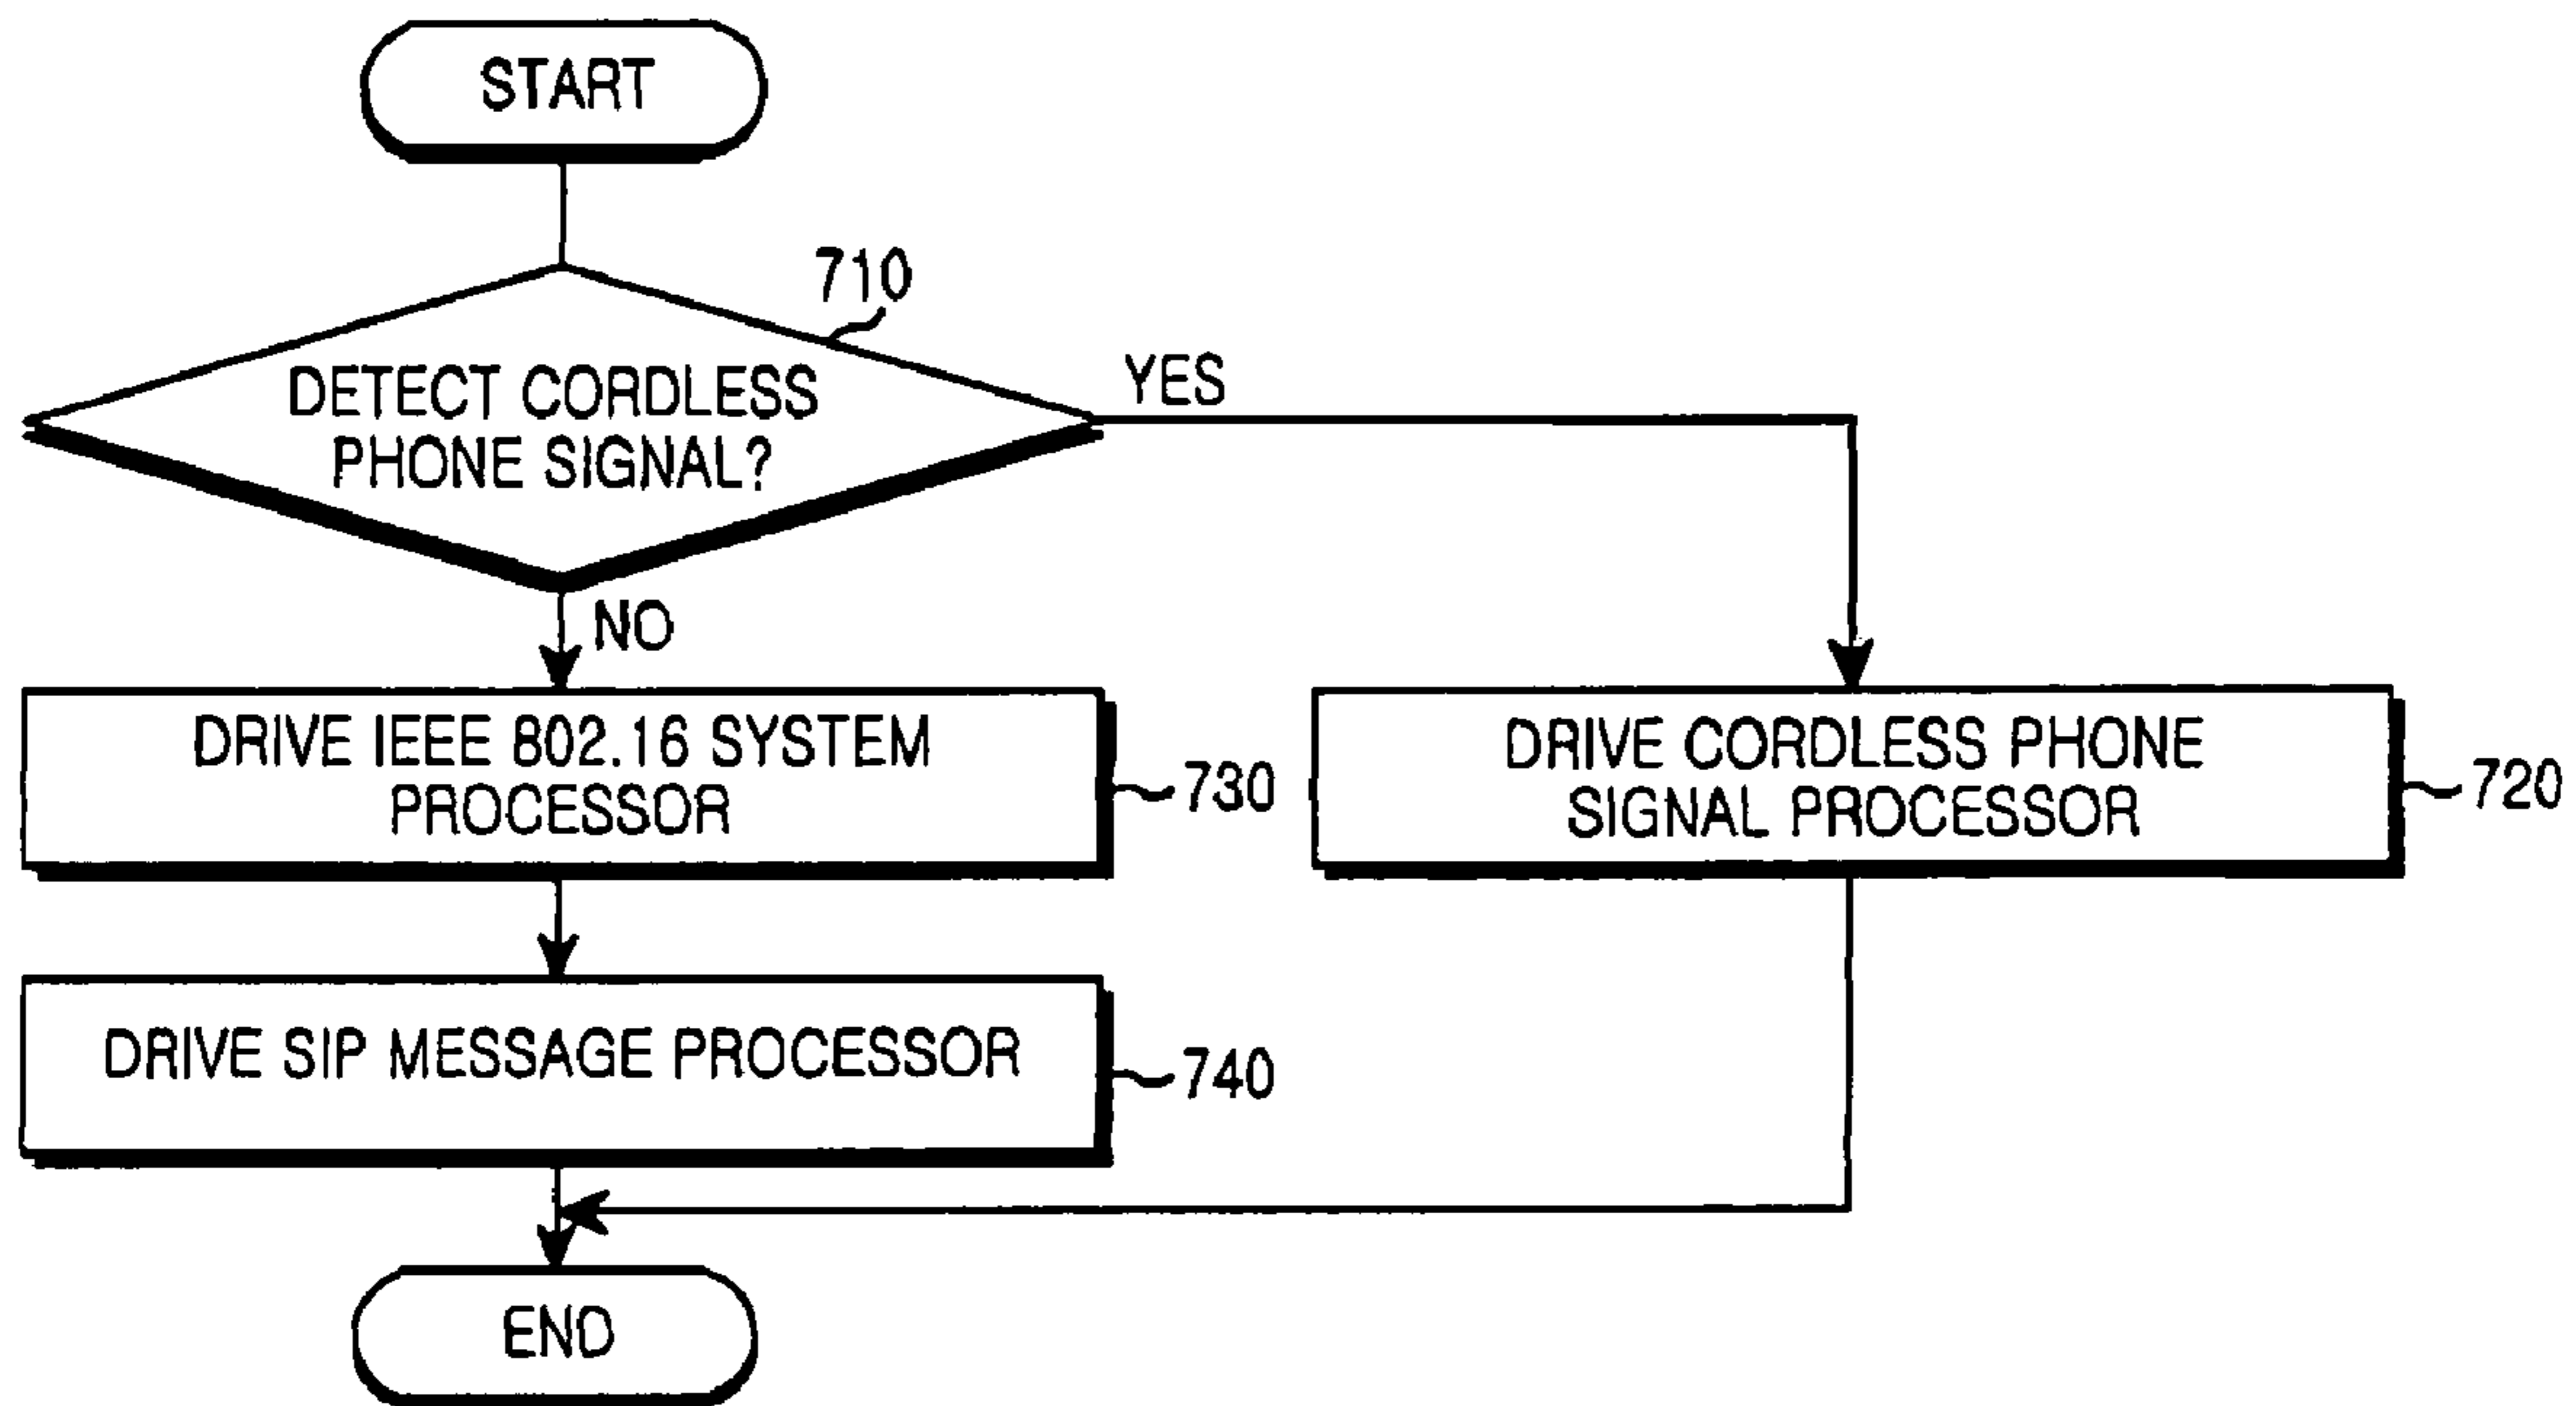 START
710
DETECT CORDLESS
PHONE SIGNAL?
YES
NO
DRIVE IEEE 802.16 SYSTEM
PROCESSOR
730
DRIVE CORDLESS PHONE
SIGNAL PROCESSOR
720
DRIVE SIP MESSAGE PROCESSOR
740
END